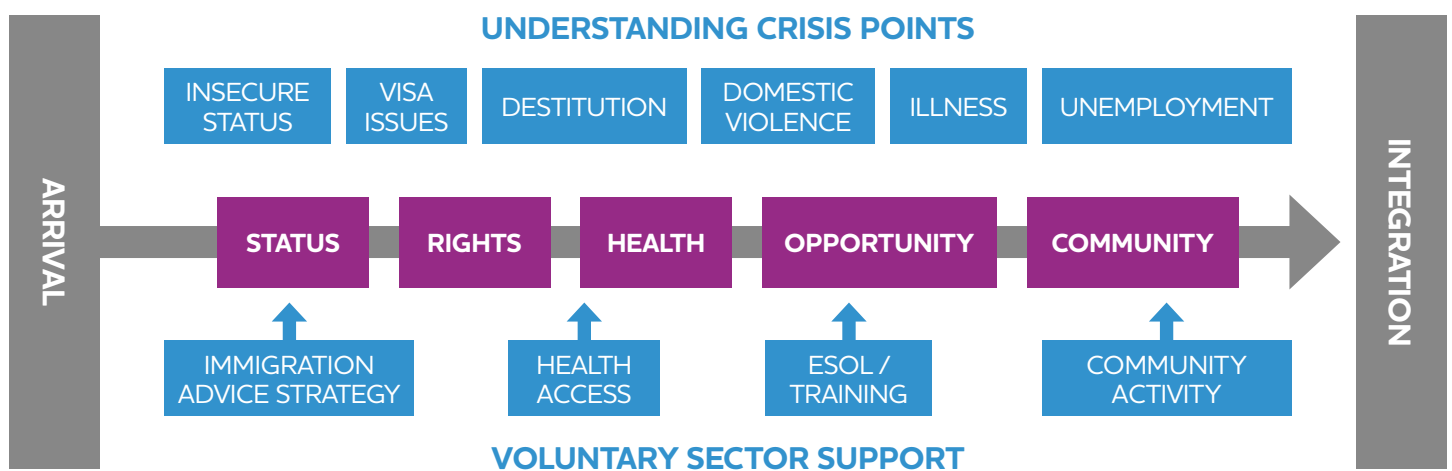 UNDERSTANDING CRISIS POINTS
INSECURE
STATUS
VISA
ISSUES
DESTITUTION
DOMESTIC
VIOLENCE
ILLNESS
UNEMPLOYMENT
ARRIVAL
STATUS
RIGHTS
HEALTH
OPPORTUNITY
COMMUNITY
INTEGRATION
IMMIGRATION
ADVICE STRATEGY
HEALTH
ACCESS
ESOL /
TRAINING
COMMUNITY
ACTIVITY
VOLUNTARY SECTOR SUPPORT